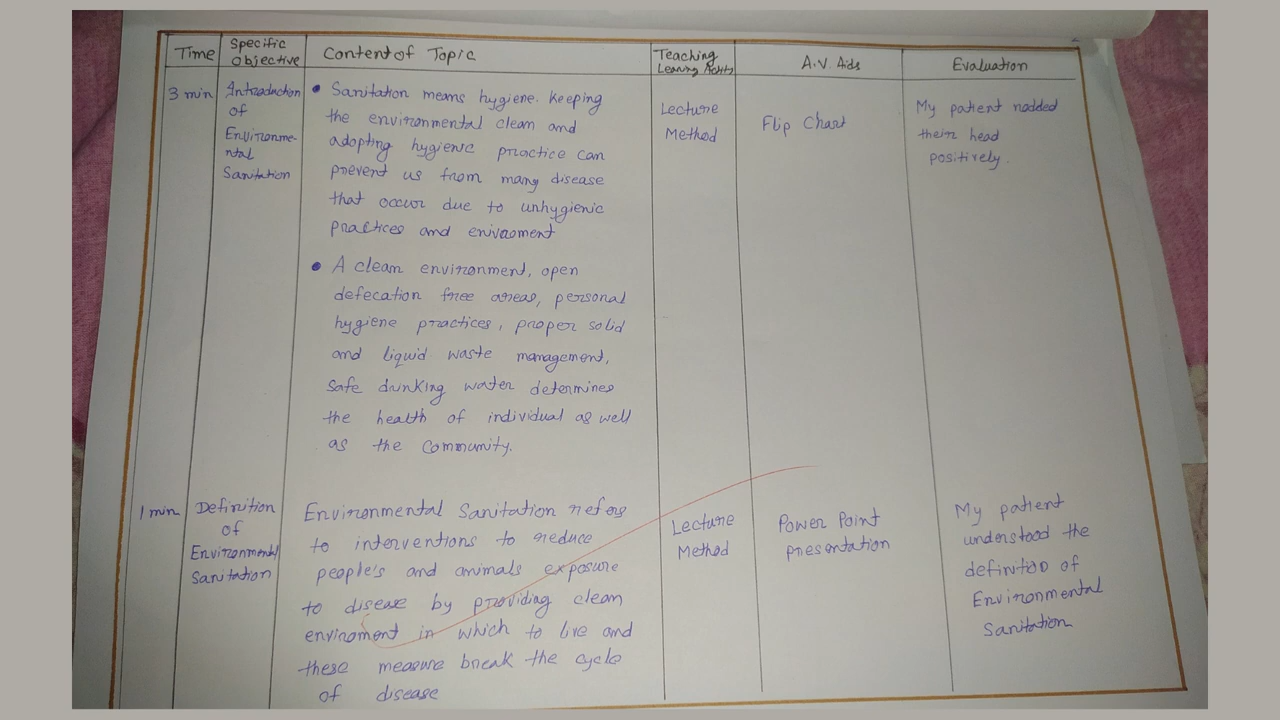 Time
Specific
Objective
Content of Topic
Teaching
Learing Activity
A.V. Aids
Evaluation
3 min
Introduction
of
Environme-
ntal
Sanitation
• Sanitation means hygiene. Keeping
the environmental clean and
adopting hygienic practice can
prevent us from many disease
that occur due to unhygienic
practices and enivroment
• A clean environment, open
defecation free areas, personal
hygiene practices, proper solid
and liquid waste management,
safe drinking water determines
the health of individual as well
as the Community.
Lecture
Method
Flip Chart
My patient nodded
their head
positively.
1 min
Definition
of
Environmental
Sanitation
Environmental Sanitation refers
to interventions to reduce
people's and animals exposure
to disease by providing clean
enviroment in which to live and
these measure break the cycle
of disease
Lecture
Method
Power Point
presentation
My patient
understood the
definition of
Environmental
Sanitation